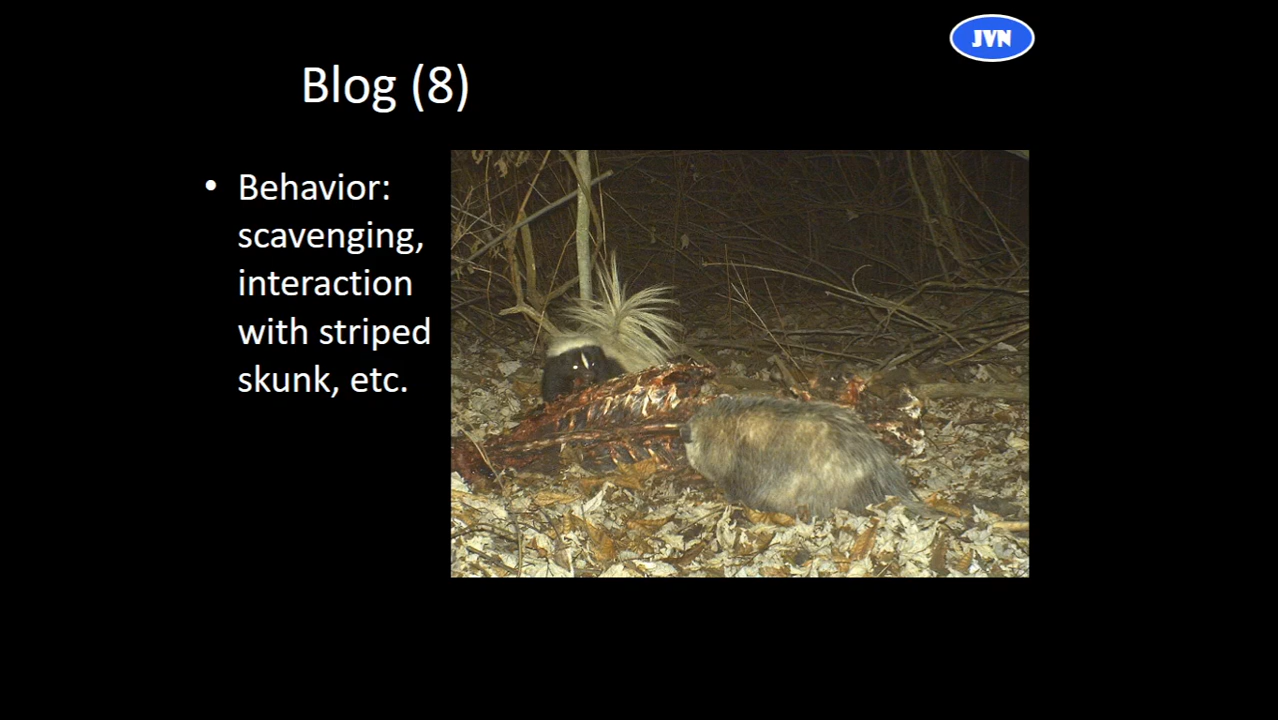 JVN
Blog (8)
• Behavior:
scavenging,
interaction
with striped
skunk, etc.